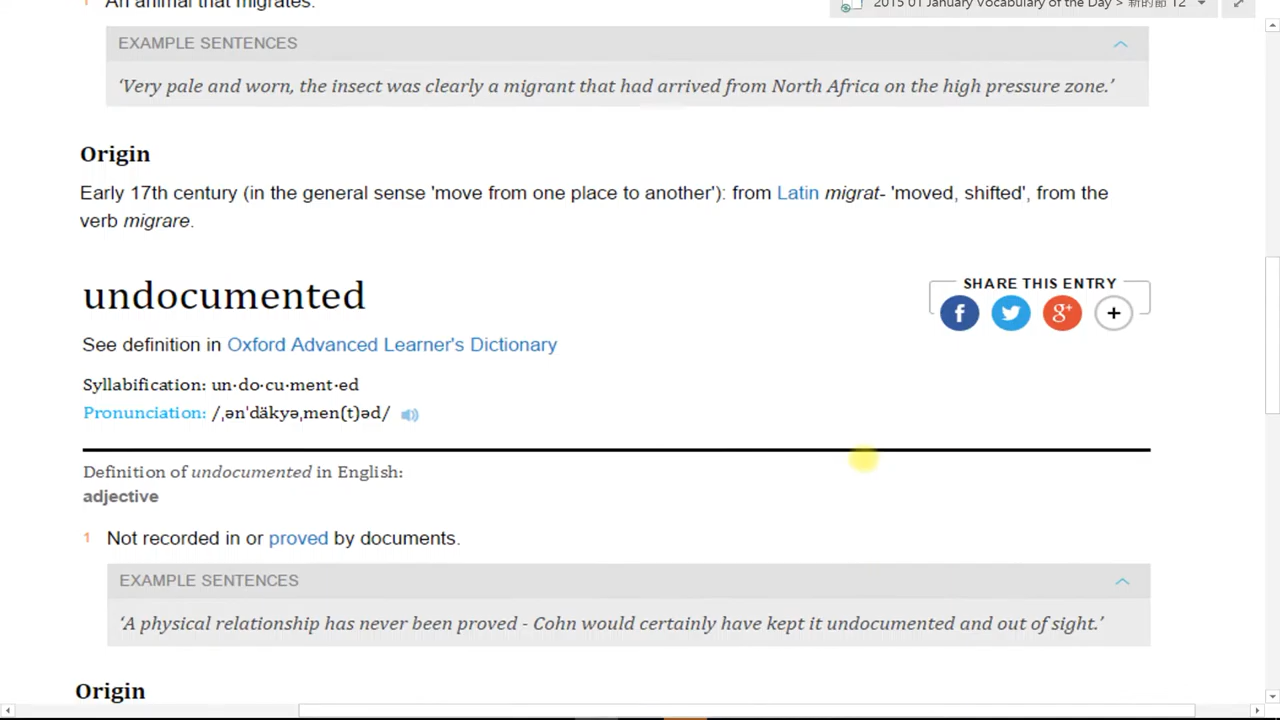 1 An animal that migrates.
2015 01 January Vocabulary of the Day > 新的節 12
EXAMPLE SENTENCES
‘Very pale and worn, the insect was clearly a migrant that had arrived from North Africa on the high pressure zone.’
Origin
Early 17th century (in the general sense 'move from one place to another'): from Latin migrat- 'moved, shifted', from the
verb migrare.
undocumented
SHARE THIS ENTRY
f g+ +
See definition in Oxford Advanced Learner's Dictionary
Syllabification: un·do·cu·ment·ed
Pronunciation: /ˌənˈdäkyəˌmen(t)əd/
Definition of undocumented in English:
adjective
1 Not recorded in or proved by documents.
EXAMPLE SENTENCES
‘A physical relationship has never been proved - Cohn would certainly have kept it undocumented and out of sight.’
Origin